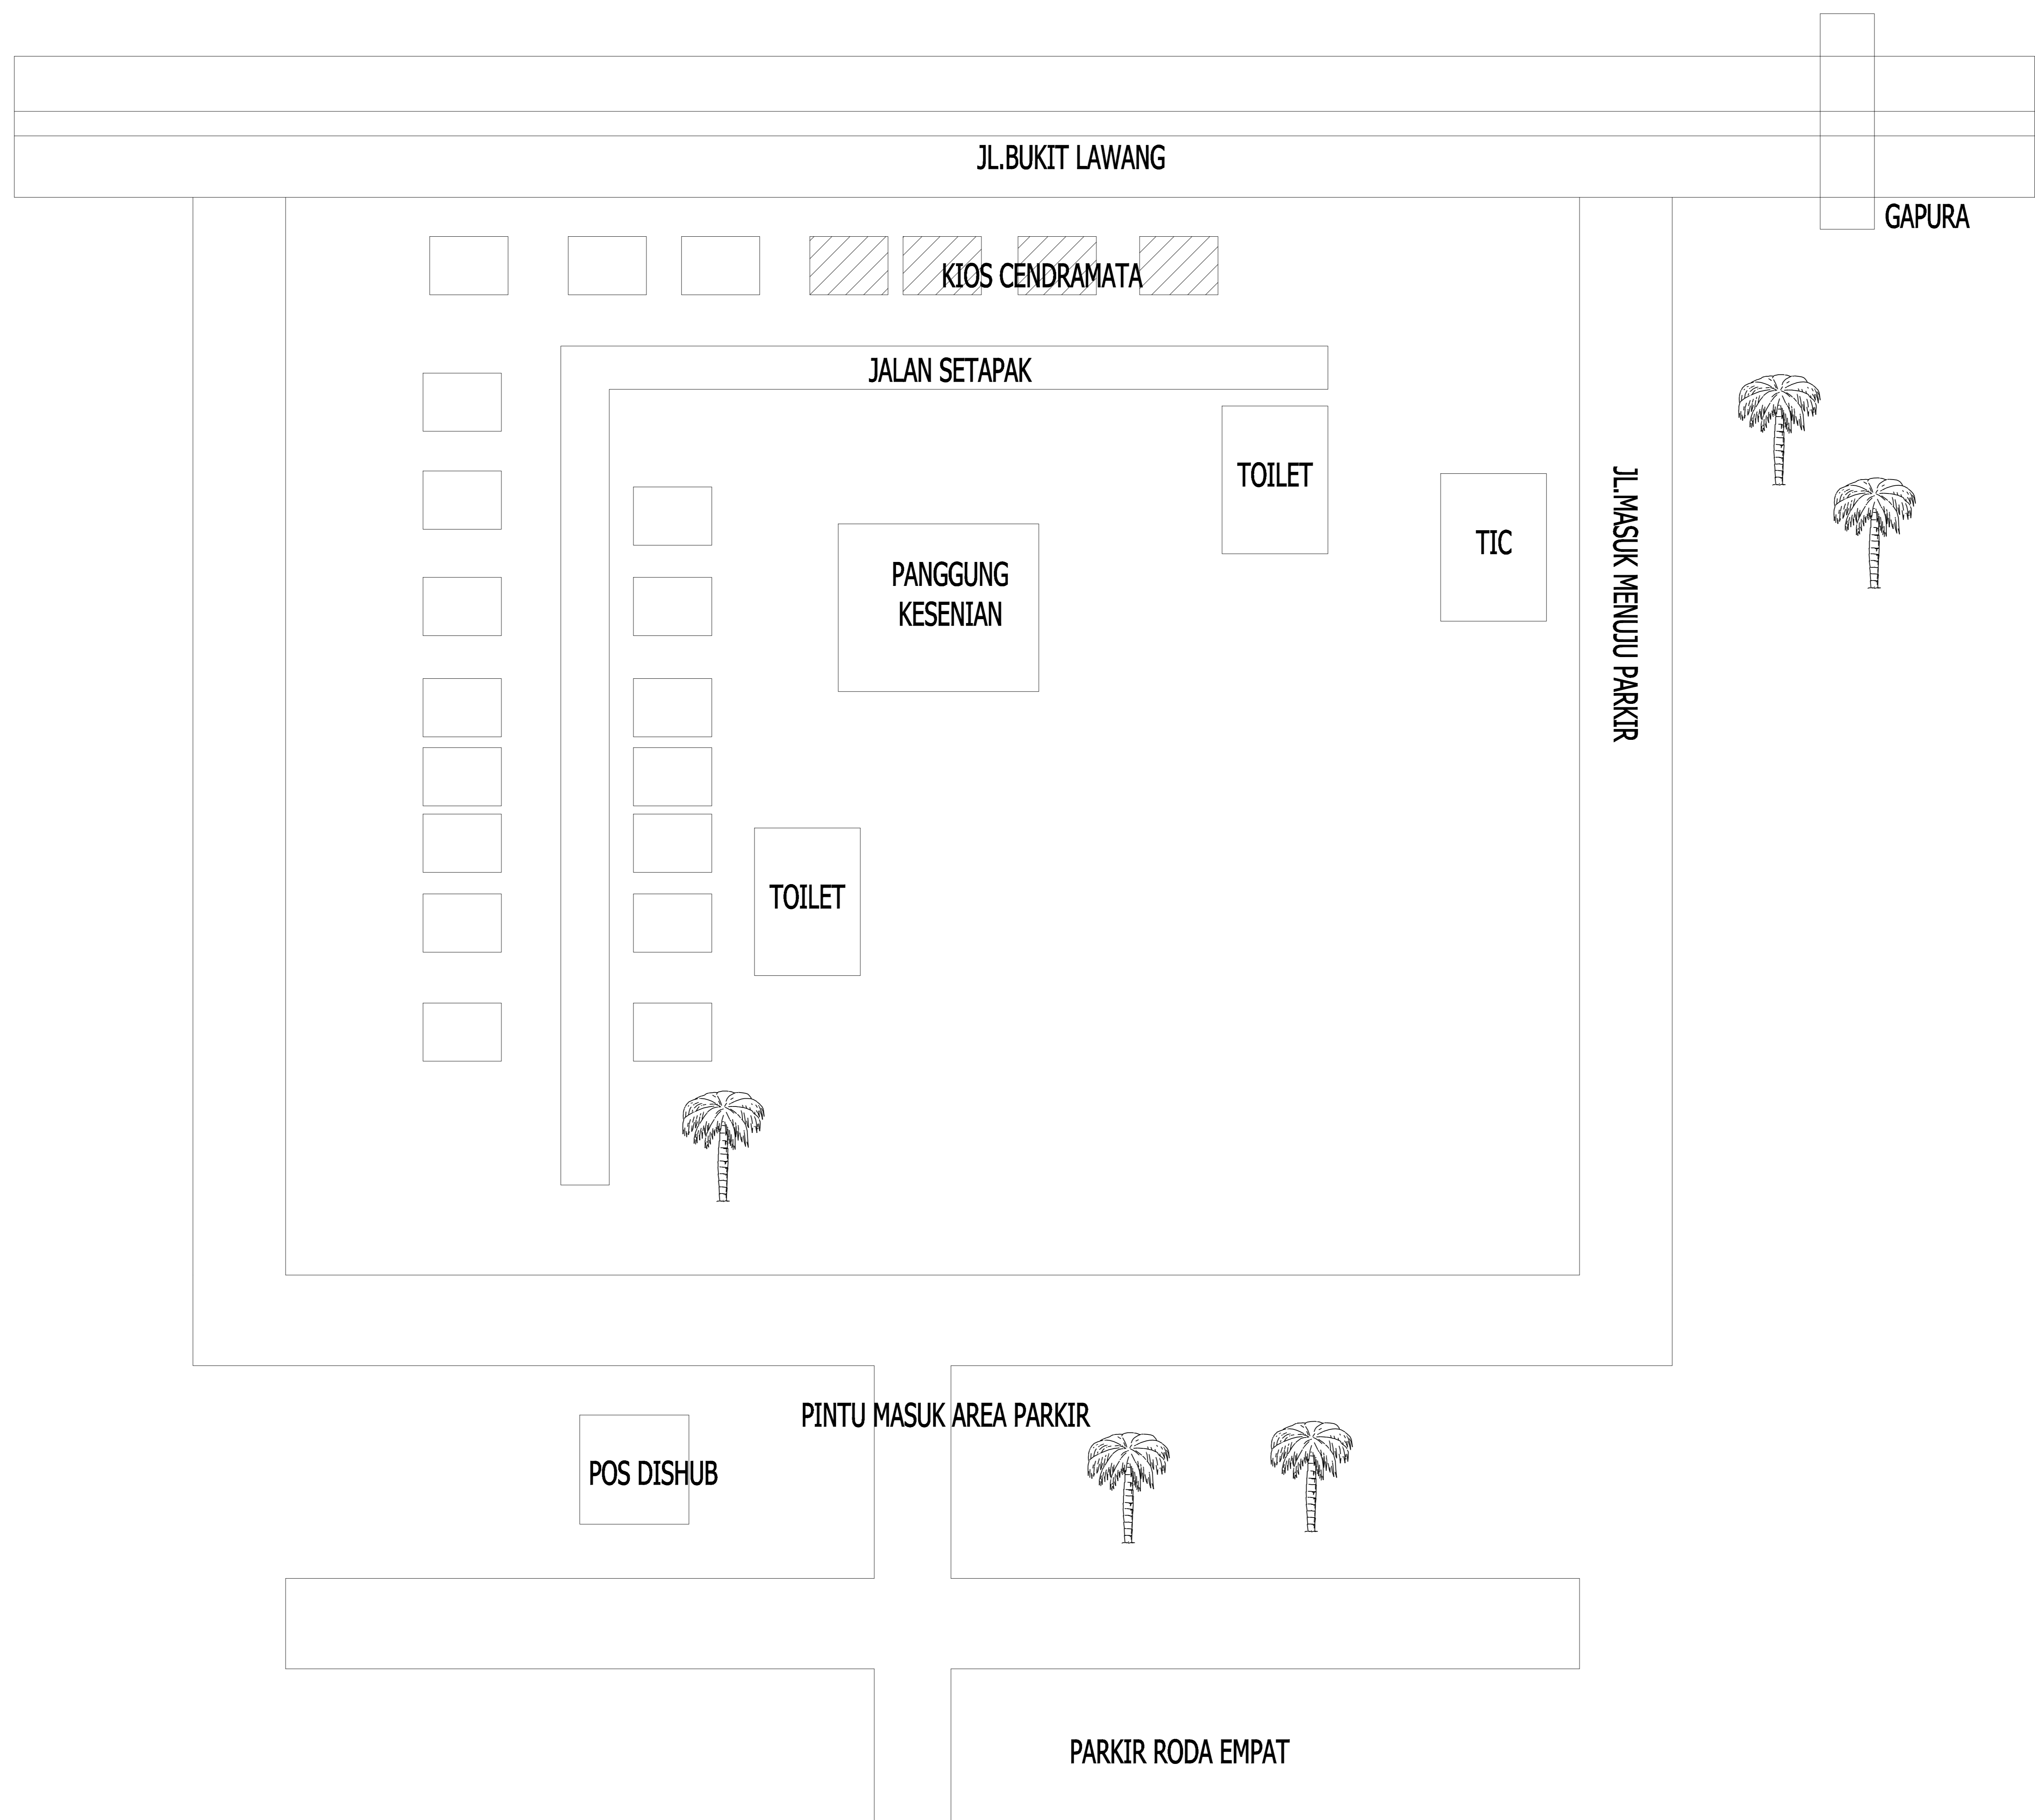 JL.BUKIT LAWANG
GAPURA
KIOS CENDRAMATA
JALAN SETAPAK
TOILET
TIC
JL.MASUK MENUJU PARKIR
PANGGUNG
KESENIAN
TOILET
PINTU MASUK AREA PARKIR
POS DISHUB
PARKIR RODA EMPAT